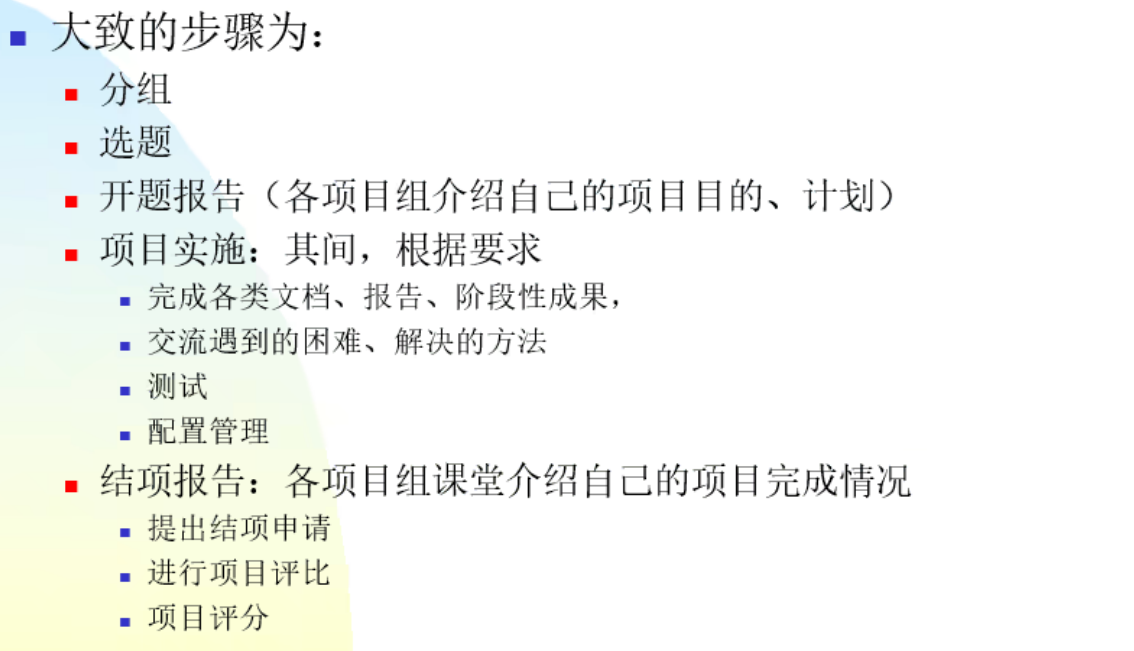 大致的步骤为：
分组
选题
开题报告（各项目组介绍自己的项目目的、计划）
项目实施：其间，根据要求
完成各类文档、报告、阶段性成果，
交流遇到的困难、解决的方法
测试
配置管理
结项报告：各项目组课堂介绍自己的项目完成情况
提出结项申请
进行项目评比
项目评分